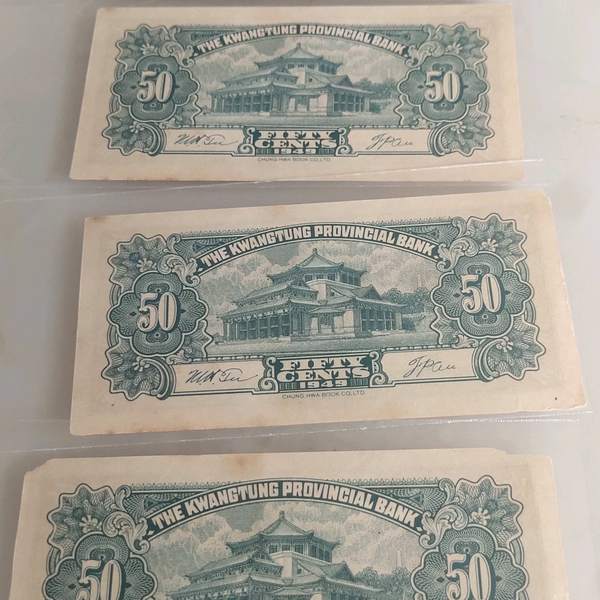 THE KWANGTUNG PROVINCIAL BANK
50 50
FIFTY
CENTS
1949
CHUNG HWA BOOK CO., LTD.
THE KWANGTUNG PROVINCIAL BANK
50 50
FIFTY
CENTS
1949
CHUNG HWA BOOK CO., LTD.
THE KWANGTUNG PROVINCIAL BANK
50 50